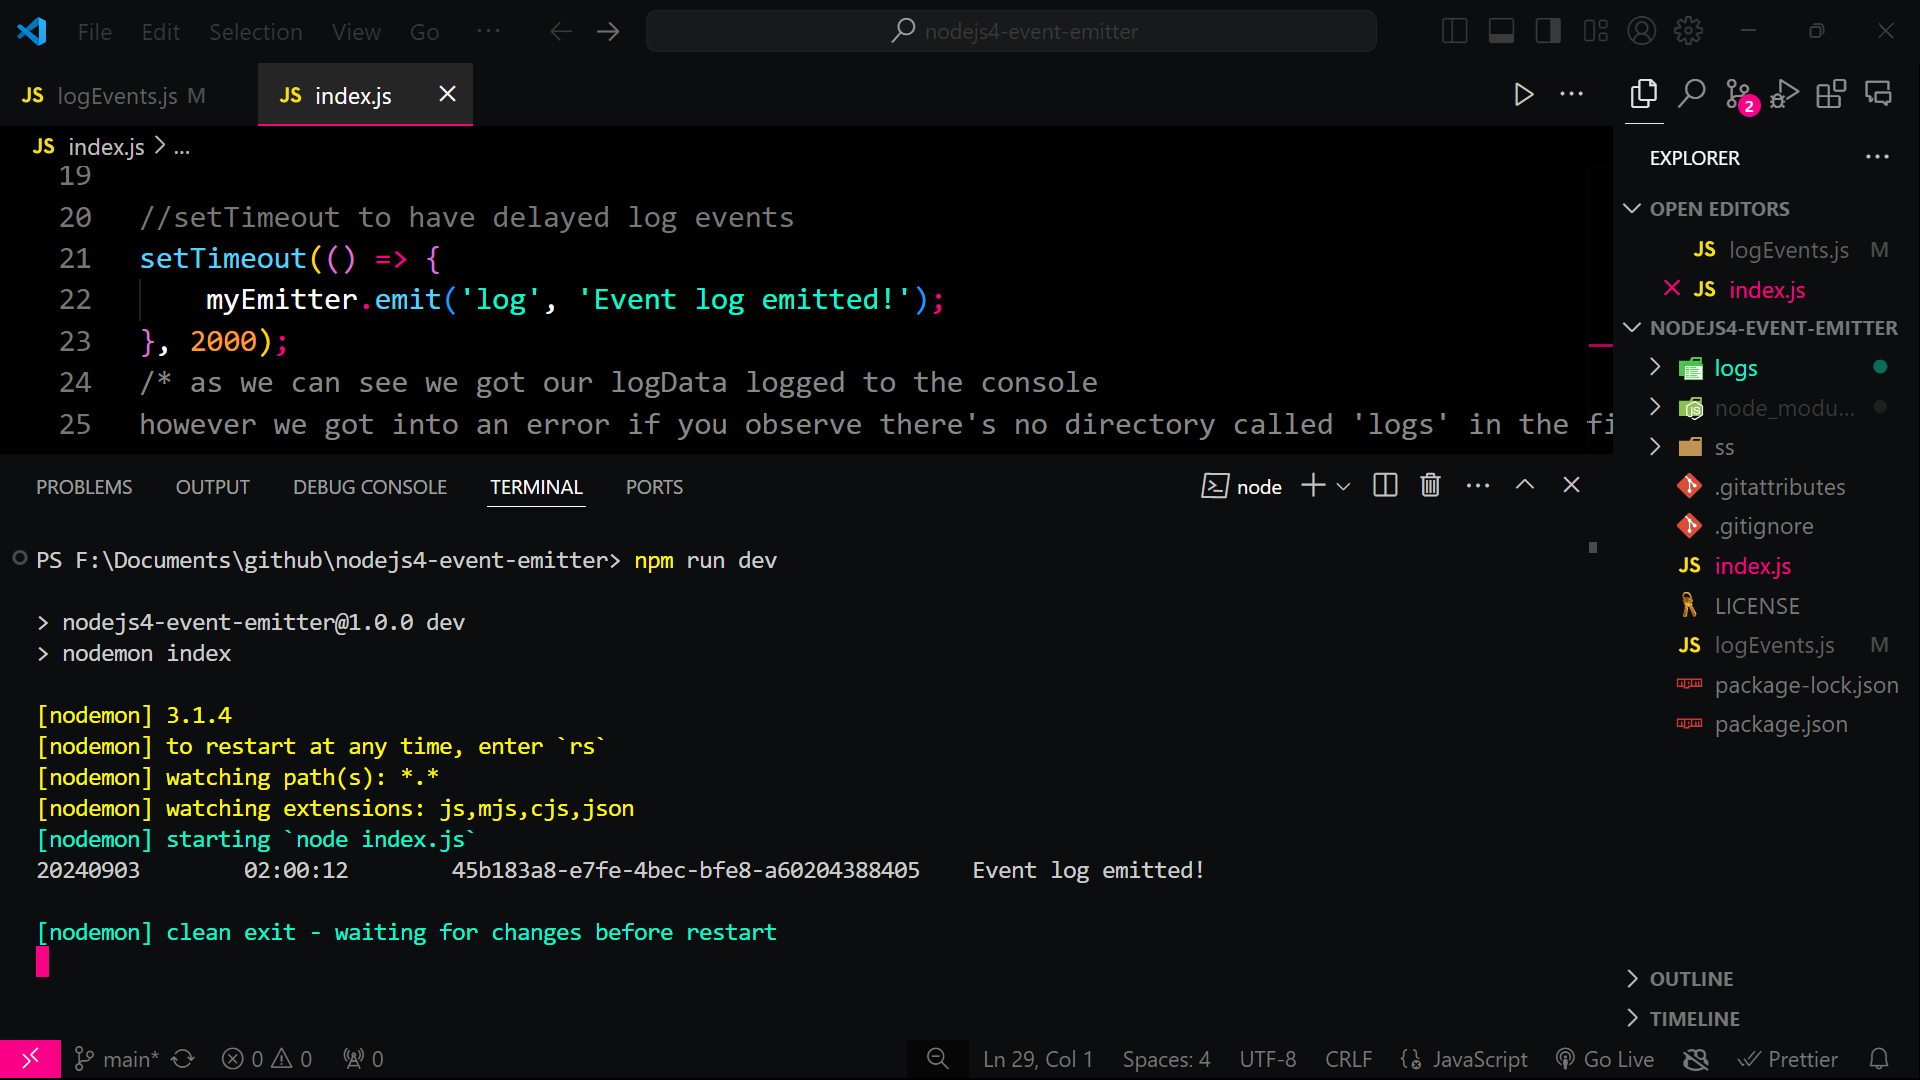 File Edit Selection View Go ··· nodejs4-event-emitter
JS logEvents.js M JS index.js
JS index.js > ...
19
20 //setTimeout to have delayed log events
21 setTimeout(() => {
22     myEmitter.emit('log', 'Event log emitted!');
23 }, 2000);
24 /* as we can see we got our logData logged to the console
25 however we got into an error if you observe there's no directory called 'logs' in the fi
PROBLEMS OUTPUT DEBUG CONSOLE TERMINAL PORTS node
PS F:\Documents\github\nodejs4-event-emitter> npm run dev
> nodejs4-event-emitter@1.0.0 dev
> nodemon index
[nodemon] 3.1.4
[nodemon] to restart at any time, enter `rs`
[nodemon] watching path(s): *.*
[nodemon] watching extensions: js,mjs,cjs,json
[nodemon] starting `node index.js`
20240903        02:00:12        45b183a8-e7fe-4bec-bfe8-a60204388405    Event log emitted!
[nodemon] clean exit - waiting for changes before restart
2
EXPLORER
OPEN EDITORS
JS logEvents.js M
JS index.js
NODEJS4-EVENT-EMITTER
logs
node_modu...
ss
.gitattributes
.gitignore
JS index.js
LICENSE
JS logEvents.js M
package-lock.json
package.json
OUTLINE
TIMELINE
main* 0 0 0 Ln 29, Col 1 Spaces: 4 UTF-8 CRLF JavaScript Go Live Prettier